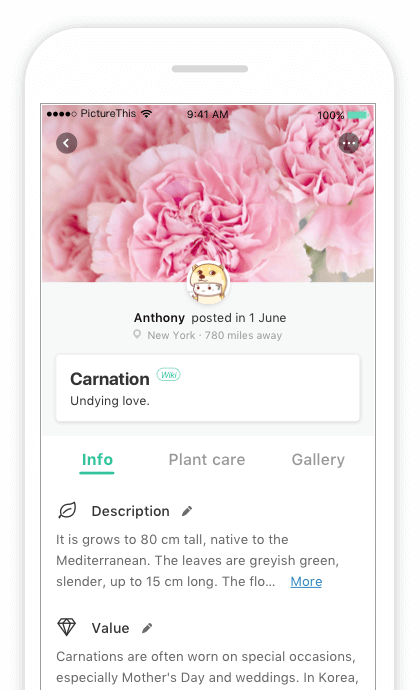 PictureThis 9:41 AM 100%
Anthony posted in 1 June
New York · 780 miles away
Carnation Wiki
Undying love.
Info Plant care Gallery
Description
It is grows to 80 cm tall, native to the
Mediterranean. The leaves are greyish green,
slender, up to 15 cm long. The flo... More
Value
Carnations are often worn on special occasions,
especially Mother's Day and weddings. In Korea,